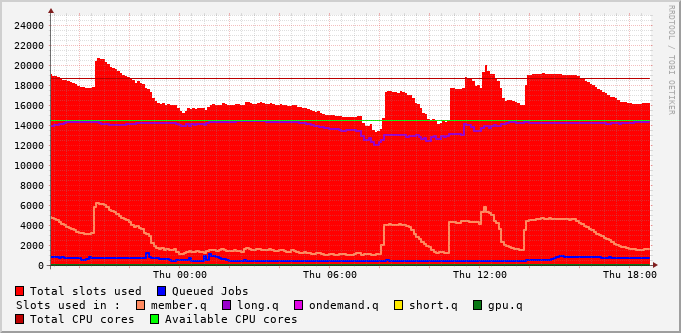 24000
22000
20000
18000
16000
14000
12000
10000
8000
6000
4000
2000
0
Thu 00:00 Thu 06:00 Thu 12:00 Thu 18:00
RRDTOOL / TOBI OETIKER
Total slots used Queued Jobs
Slots used in : member.q long.q ondemand.q short.q gpu.q
Total CPU cores Available CPU cores